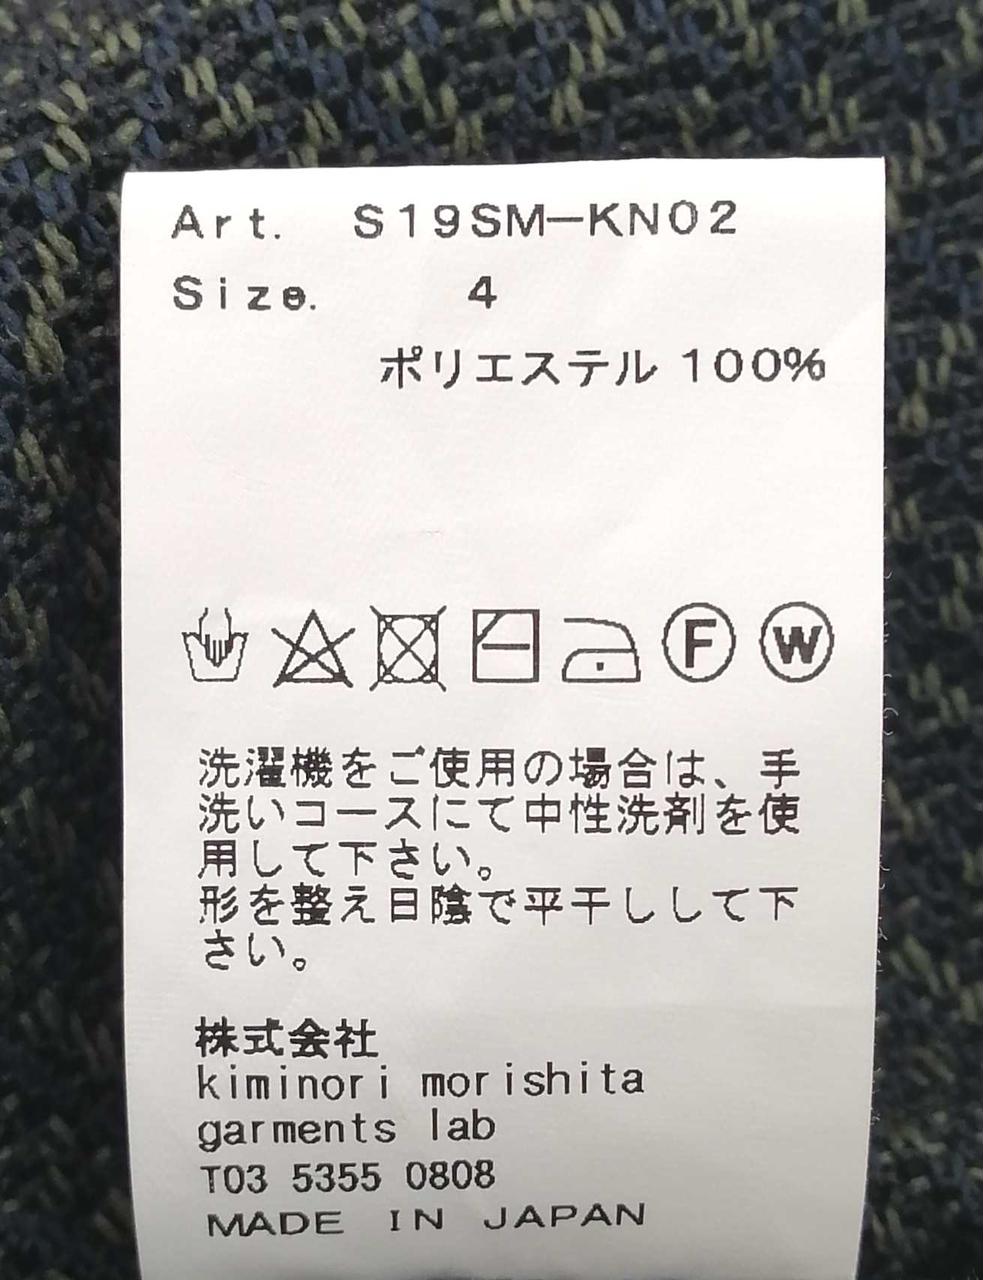 Art. S19SM-KN02
Size. 4
ポリエステル 100%
F W
洗濯機をご使用の場合は、手
洗いコースにて中性洗剤を使
用して下さい。
形を整え日陰で平干しして下
さい。
株式会社
kiminori morishita
garments lab
T03 5355 0808
MADE IN JAPAN